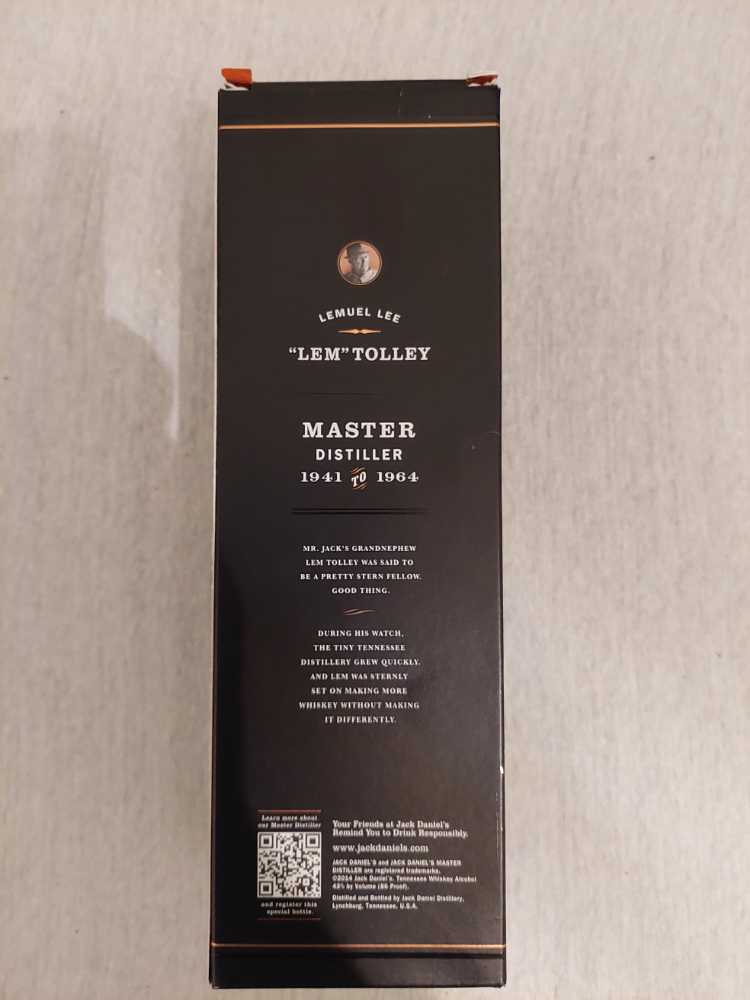 LEMUEL LEE
"LEM" TOLLEY
MASTER
DISTILLER
1941 TO 1964
MR. JACK'S GRANDNEPHEW
LEM TOLLEY WAS SAID TO
BE A PRETTY STERN FELLOW.
GOOD THING.
DURING HIS WATCH,
THE TINY TENNESSEE
DISTILLERY GREW QUICKLY.
AND LEM WAS STERNLY
SET ON MAKING MORE
WHISKEY WITHOUT MAKING
IT DIFFERENTLY.
Learn more about
our Master Distiller
and register this
special bottle.
Your Friends at Jack Daniel's
Remind You to Drink Responsibly.
www.jackdaniels.com
JACK DANIEL'S and JACK DANIEL'S MASTER
DISTILLER are registered trademarks.
©2014 Jack Daniel's. Tennessee Whiskey Alcohol
43% by Volume (86 Proof).
Distilled and Bottled by Jack Daniel Distillery,
Lynchburg, Tennessee, U.S.A.